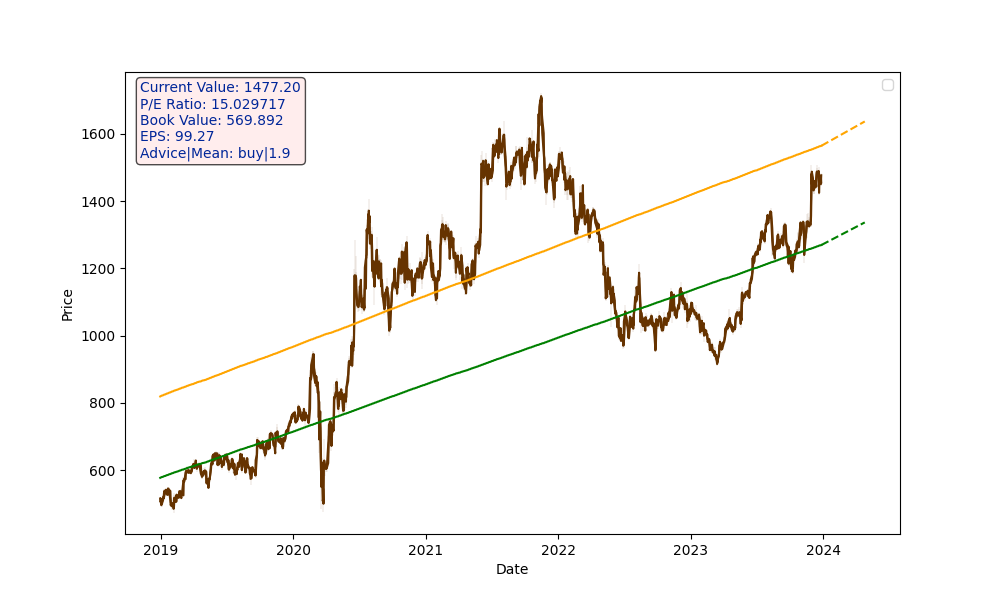 Current Value: 1477.20
P/E Ratio: 15.029717
Book Value: 569.892
EPS: 99.27
Advice|Mean: buy|1.9
1600
1400
1200
1000
800
600
Price
2019 2020 2021 2022 2023 2024
Date